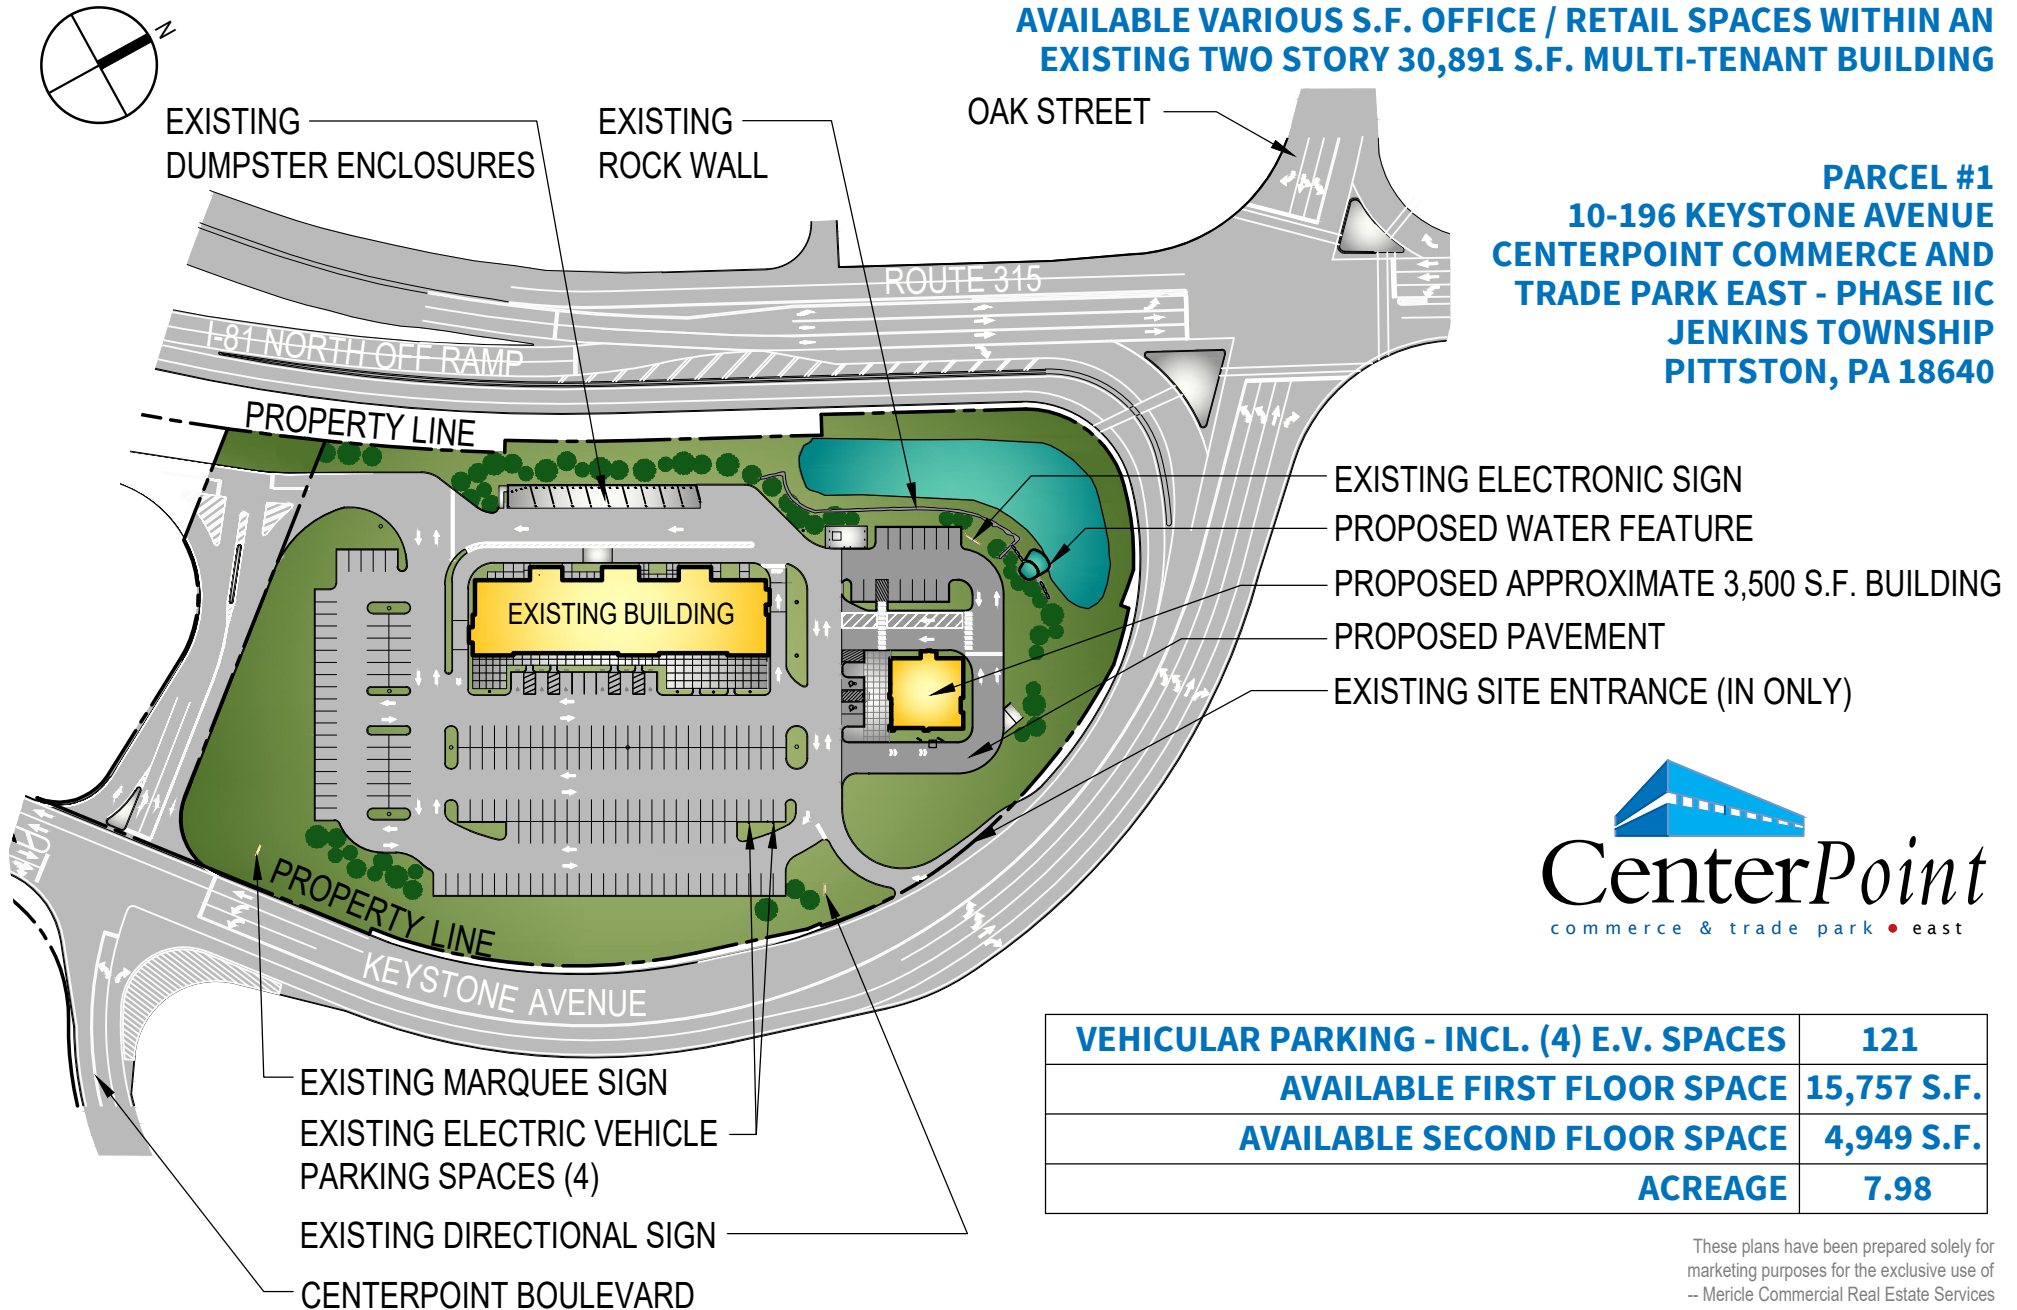 AVAILABLE VARIOUS S.F. OFFICE / RETAIL SPACES WITHIN AN
EXISTING TWO STORY 30,891 S.F. MULTI-TENANT BUILDING
N
EXISTING
DUMPSTER ENCLOSURES
EXISTING
ROCK WALL
OAK STREET
PARCEL #1
10-196 KEYSTONE AVENUE
CENTERPOINT COMMERCE AND
TRADE PARK EAST - PHASE IIC
JENKINS TOWNSHIP
PITTSTON, PA 18640
ROUTE 315
I-81 NORTH OFF RAMP
PROPERTY LINE
EXISTING ELECTRONIC SIGN
PROPOSED WATER FEATURE
PROPOSED APPROXIMATE 3,500 S.F. BUILDING
PROPOSED PAVEMENT
EXISTING SITE ENTRANCE (IN ONLY)
EXISTING BUILDING
PROPERTY LINE
KEYSTONE AVENUE
CenterPoint
commerce & trade park • east
EXISTING MARQUEE SIGN
EXISTING ELECTRIC VEHICLE
PARKING SPACES (4)
EXISTING DIRECTIONAL SIGN
CENTERPOINT BOULEVARD
VEHICULAR PARKING - INCL. (4) E.V. SPACES 121
AVAILABLE FIRST FLOOR SPACE 15,757 S.F.
AVAILABLE SECOND FLOOR SPACE 4,949 S.F.
ACREAGE 7.98
These plans have been prepared solely for
marketing purposes for the exclusive use of
-- Mericle Commercial Real Estate Services